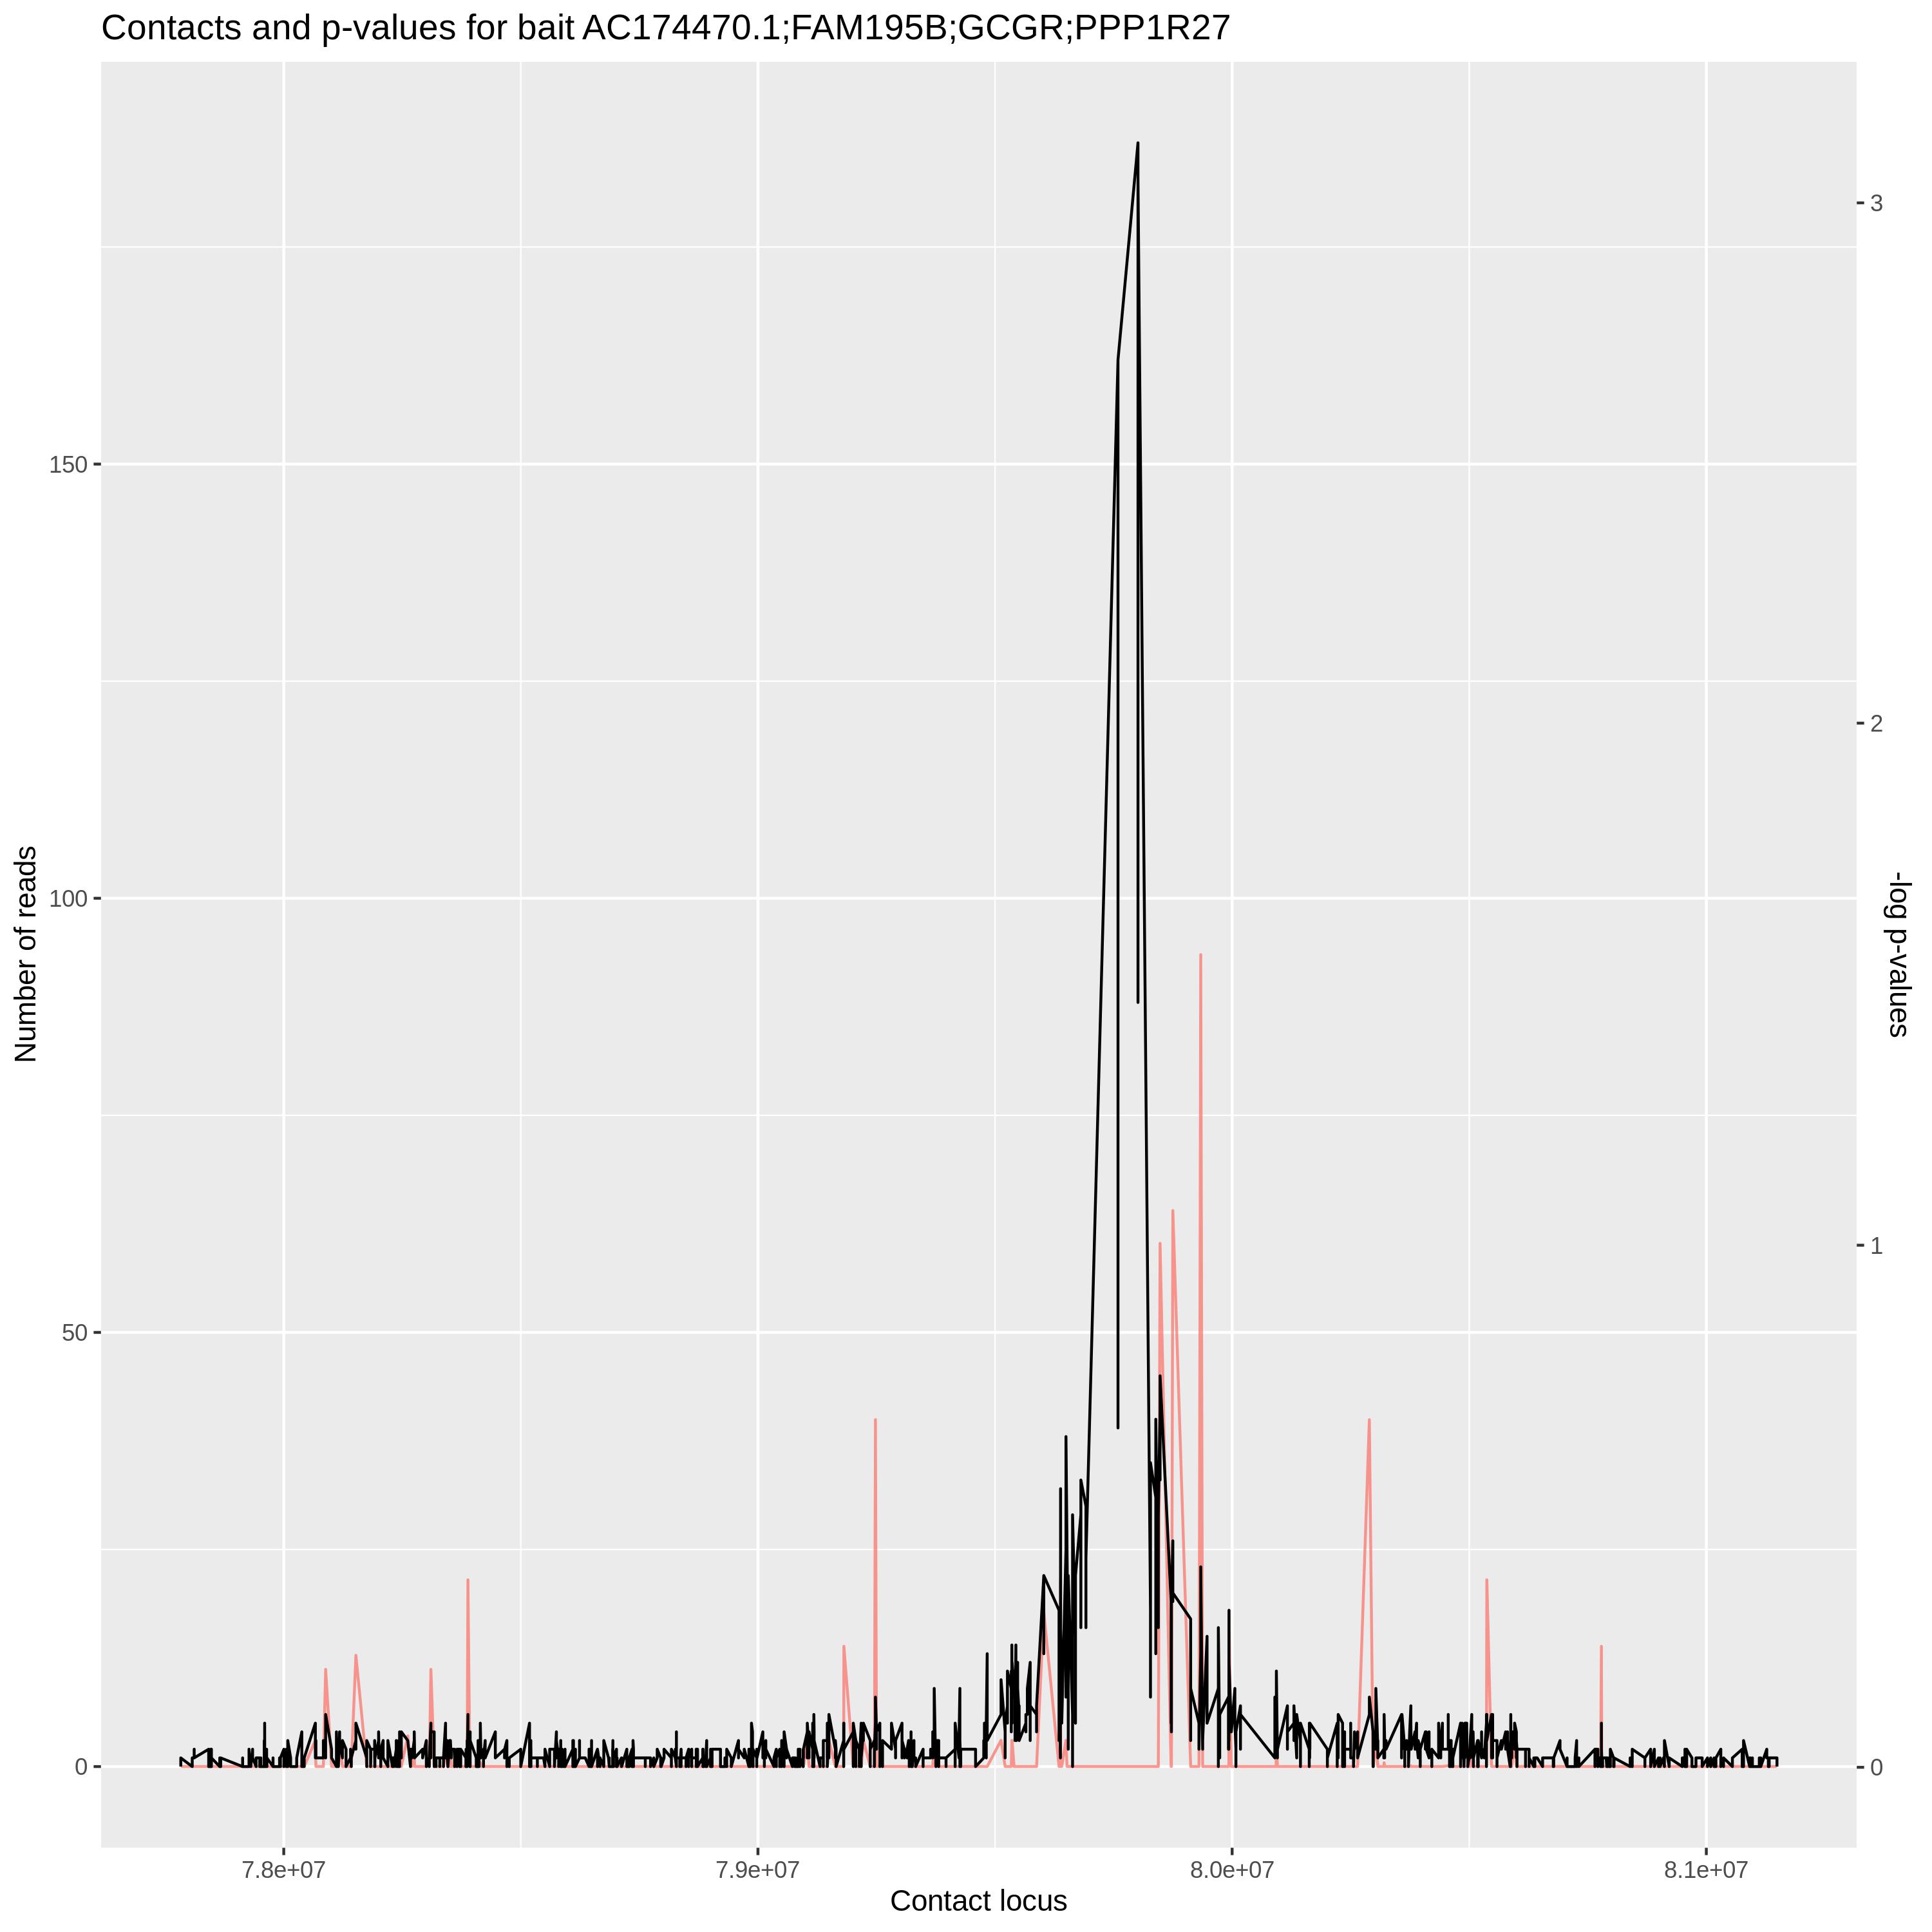 Contacts and p-values for bait AC174470.1;FAM195B;GCGR;PPP1R27
Number of reads
150
100
50
0
3
2
1
0
-log p-values
7.8e+07 7.9e+07 8.0e+07 8.1e+07
Contact locus